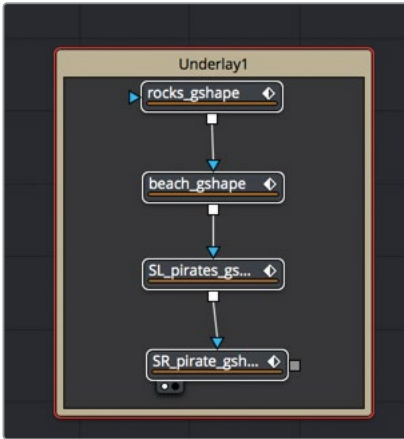 Underlay1
rocks_gshape
beach_gshape
SL_pirates_gs...
SR_pirate_gsh...